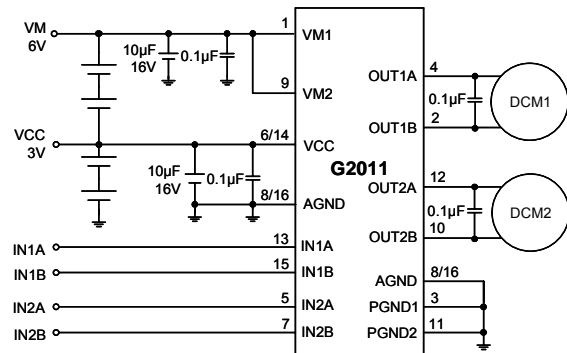 VM
6V
10µF
16V
0.1µF
1
VM1
9
VM2
VCC
3V
6/14
VCC
10µF
16V
0.1µF
8/16
AGND
G2011
IN1A
13
IN1A
IN1B
15
IN1B
IN2A
5
IN2A
IN2B
7
IN2B
OUT1A
4
0.1µF
DCM1
OUT1B
2
OUT2A
12
0.1µF
DCM2
OUT2B
10
AGND
8/16
PGND1
3
PGND2
11